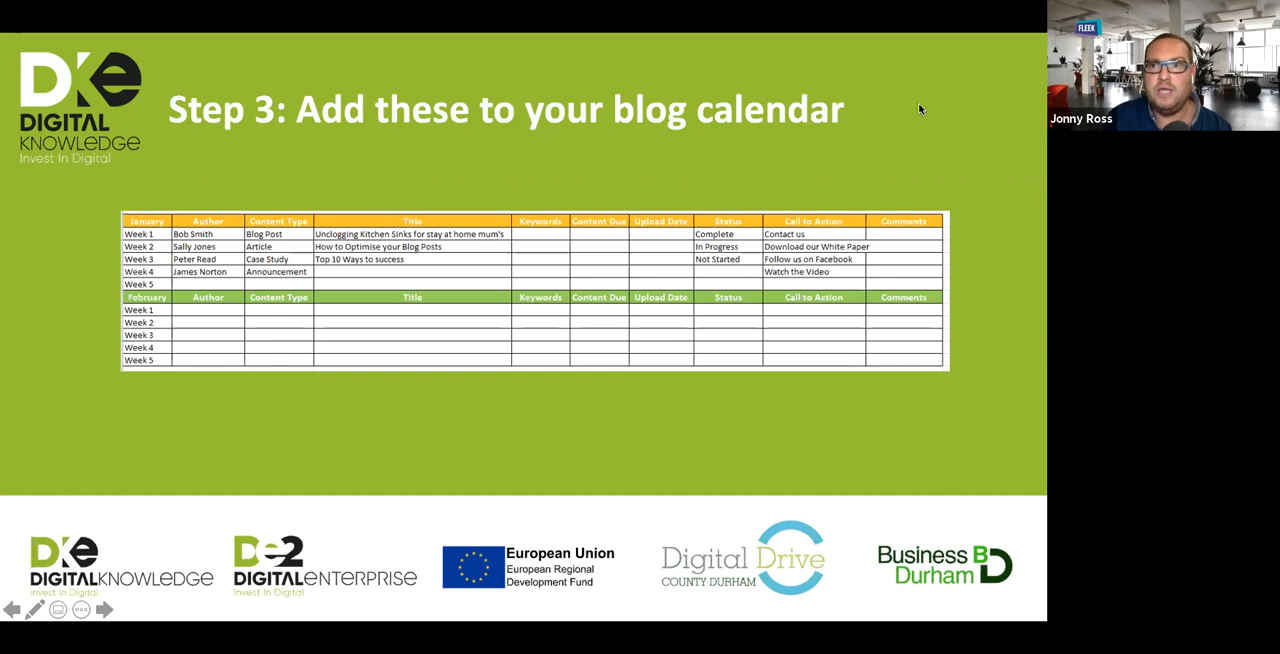 DKe
DIGITAL
KNOWLEDGE
Invest In Digital
Step 3: Add these to your blog calendar
FLEEK
Jonny Ross
January Author Content Type Title Keywords Content Due Upload Date Status Call to Action Comments
Week 1 Bob Smith Blog Post Unclogging Kitchen Sinks for stay at home mum's Complete Contact us
Week 2 Sally Jones Article How to Optimise your Blog Posts In Progress Download our White Paper
Week 3 Peter Read Case Study Top 10 Ways to success Not Started Follow us on Facebook
Week 4 James Norton Announcement Watch the Video
Week 5
February Author Content Type Title Keywords Content Due Upload Date Status Call to Action Comments
Week 1
Week 2
Week 3
Week 4
Week 5
DKe
DIGITALKNOWLEDGE
Invest In Digital
De2
DIGITALENTERPRISE
Invest In Digital
European Union
European Regional
Development Fund
Digital Drive
COUNTY DURHAM
Business
Durham
BD